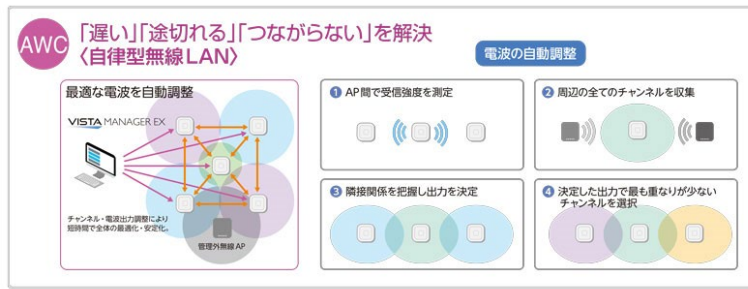 AWC
「遅い」「途切れる」「つながらない」を解決
〈自律型無線LAN〉
電波の自動調整
最適な電波を自動調整
VISTA MANAGER EX
チャンネル・電波出力調整により
短時間で全体の最適化・安定化。
管理外無線AP
1 AP間で受信強度を測定
2 周辺の全てのチャンネルを収集
3 隣接関係を把握し出力を決定
4 決定した出力で最も重なりが少ない
チャンネルを選択